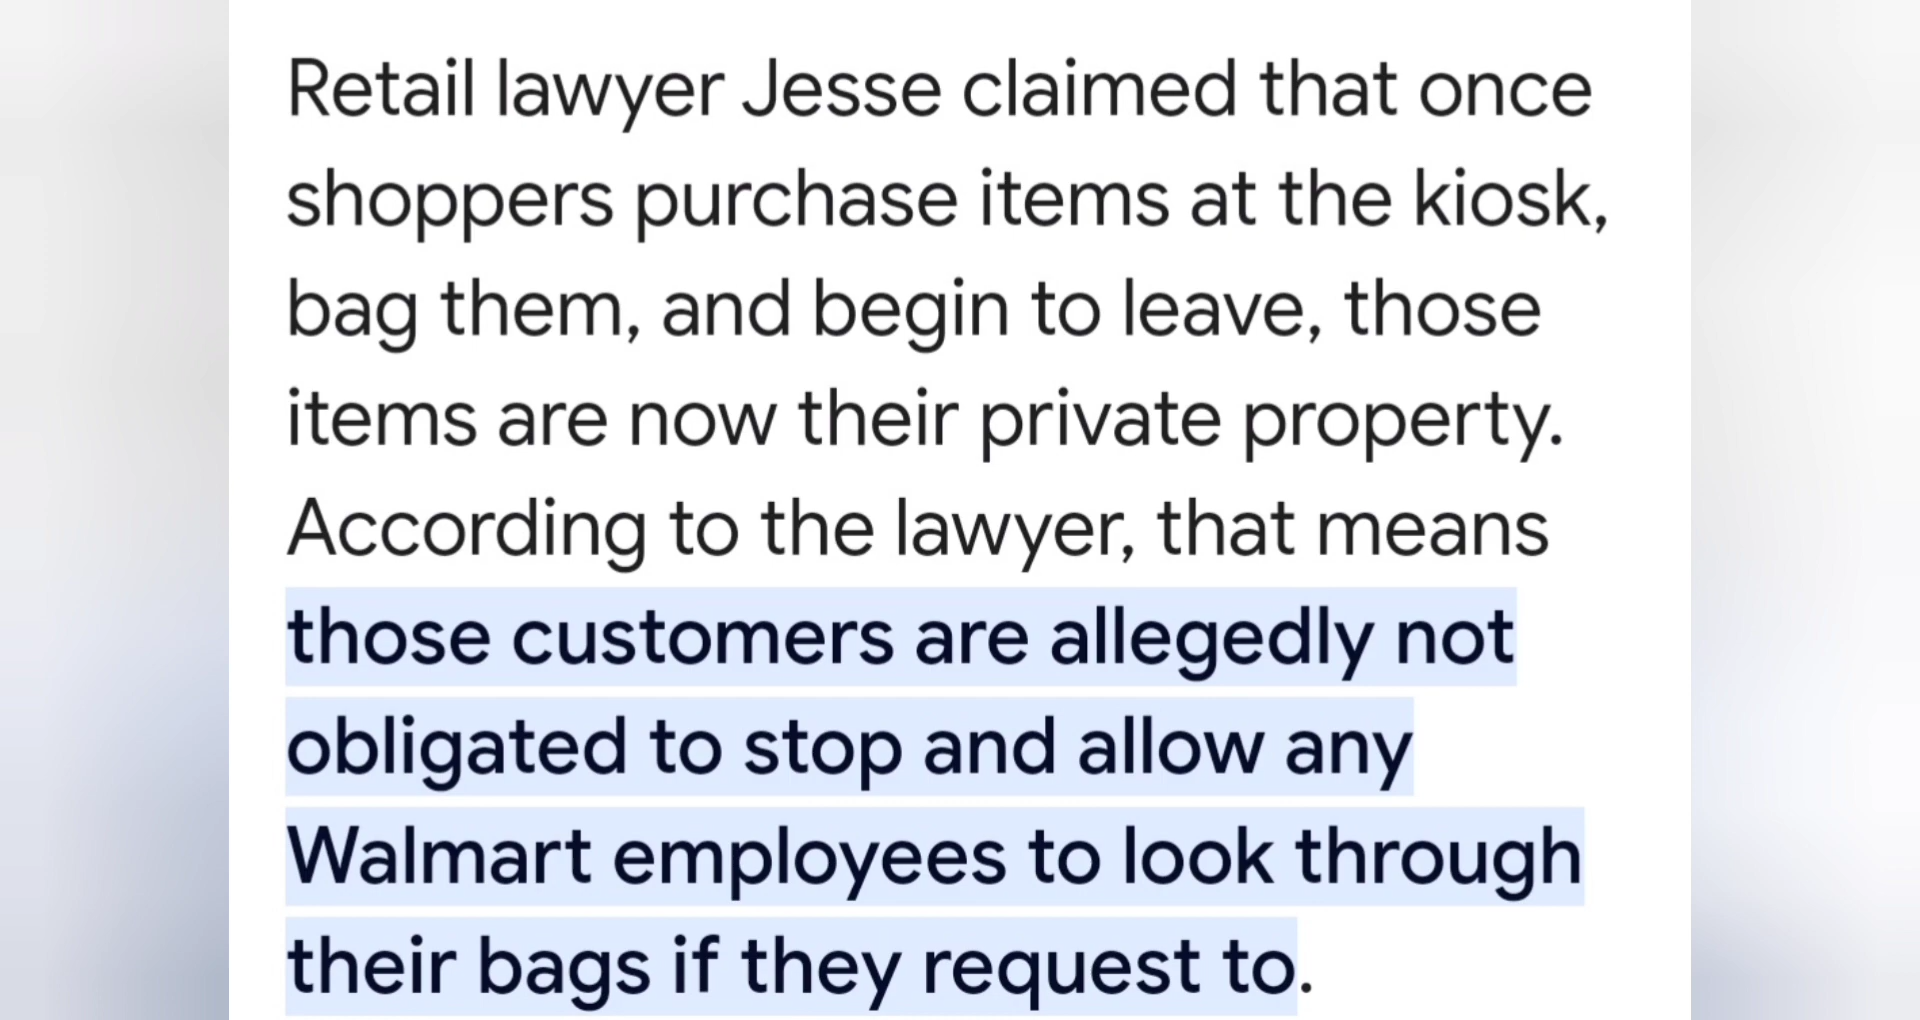 Retail lawyer Jesse claimed that once
shoppers purchase items at the kiosk,
bag them, and begin to leave, those
items are now their private property.
According to the lawyer, that means
those customers are allegedly not
obligated to stop and allow any
Walmart employees to look through
their bags if they request to.